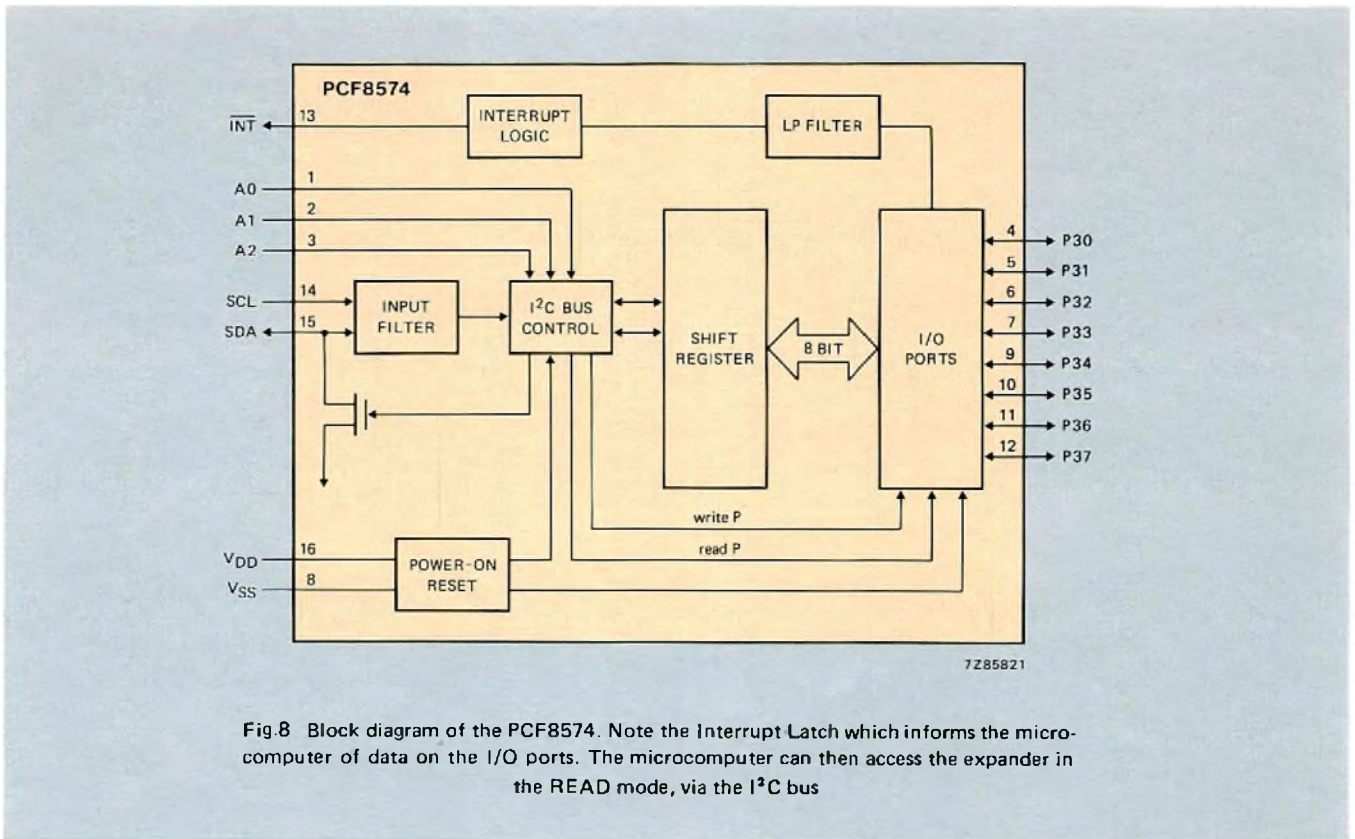 PCF8574
INT 13
INTERRUPT
LOGIC
LP FILTER
A0 1
A1 2
A2 3
SCL 14
SDA 15
INPUT
FILTER
I²C BUS
CONTROL
SHIFT
REGISTER
8 BIT
I/O
PORTS
4 P30
5 P31
6 P32
7 P33
9 P34
10 P35
11 P36
12 P37
write P
read P
VDD 16
VSS 8
POWER-ON
RESET
7Z85821
Fig.8 Block diagram of the PCF8574. Note the Interrupt Latch which informs the micro-
computer of data on the I/O ports. The microcomputer can then access the expander in
the READ mode, via the I²C bus